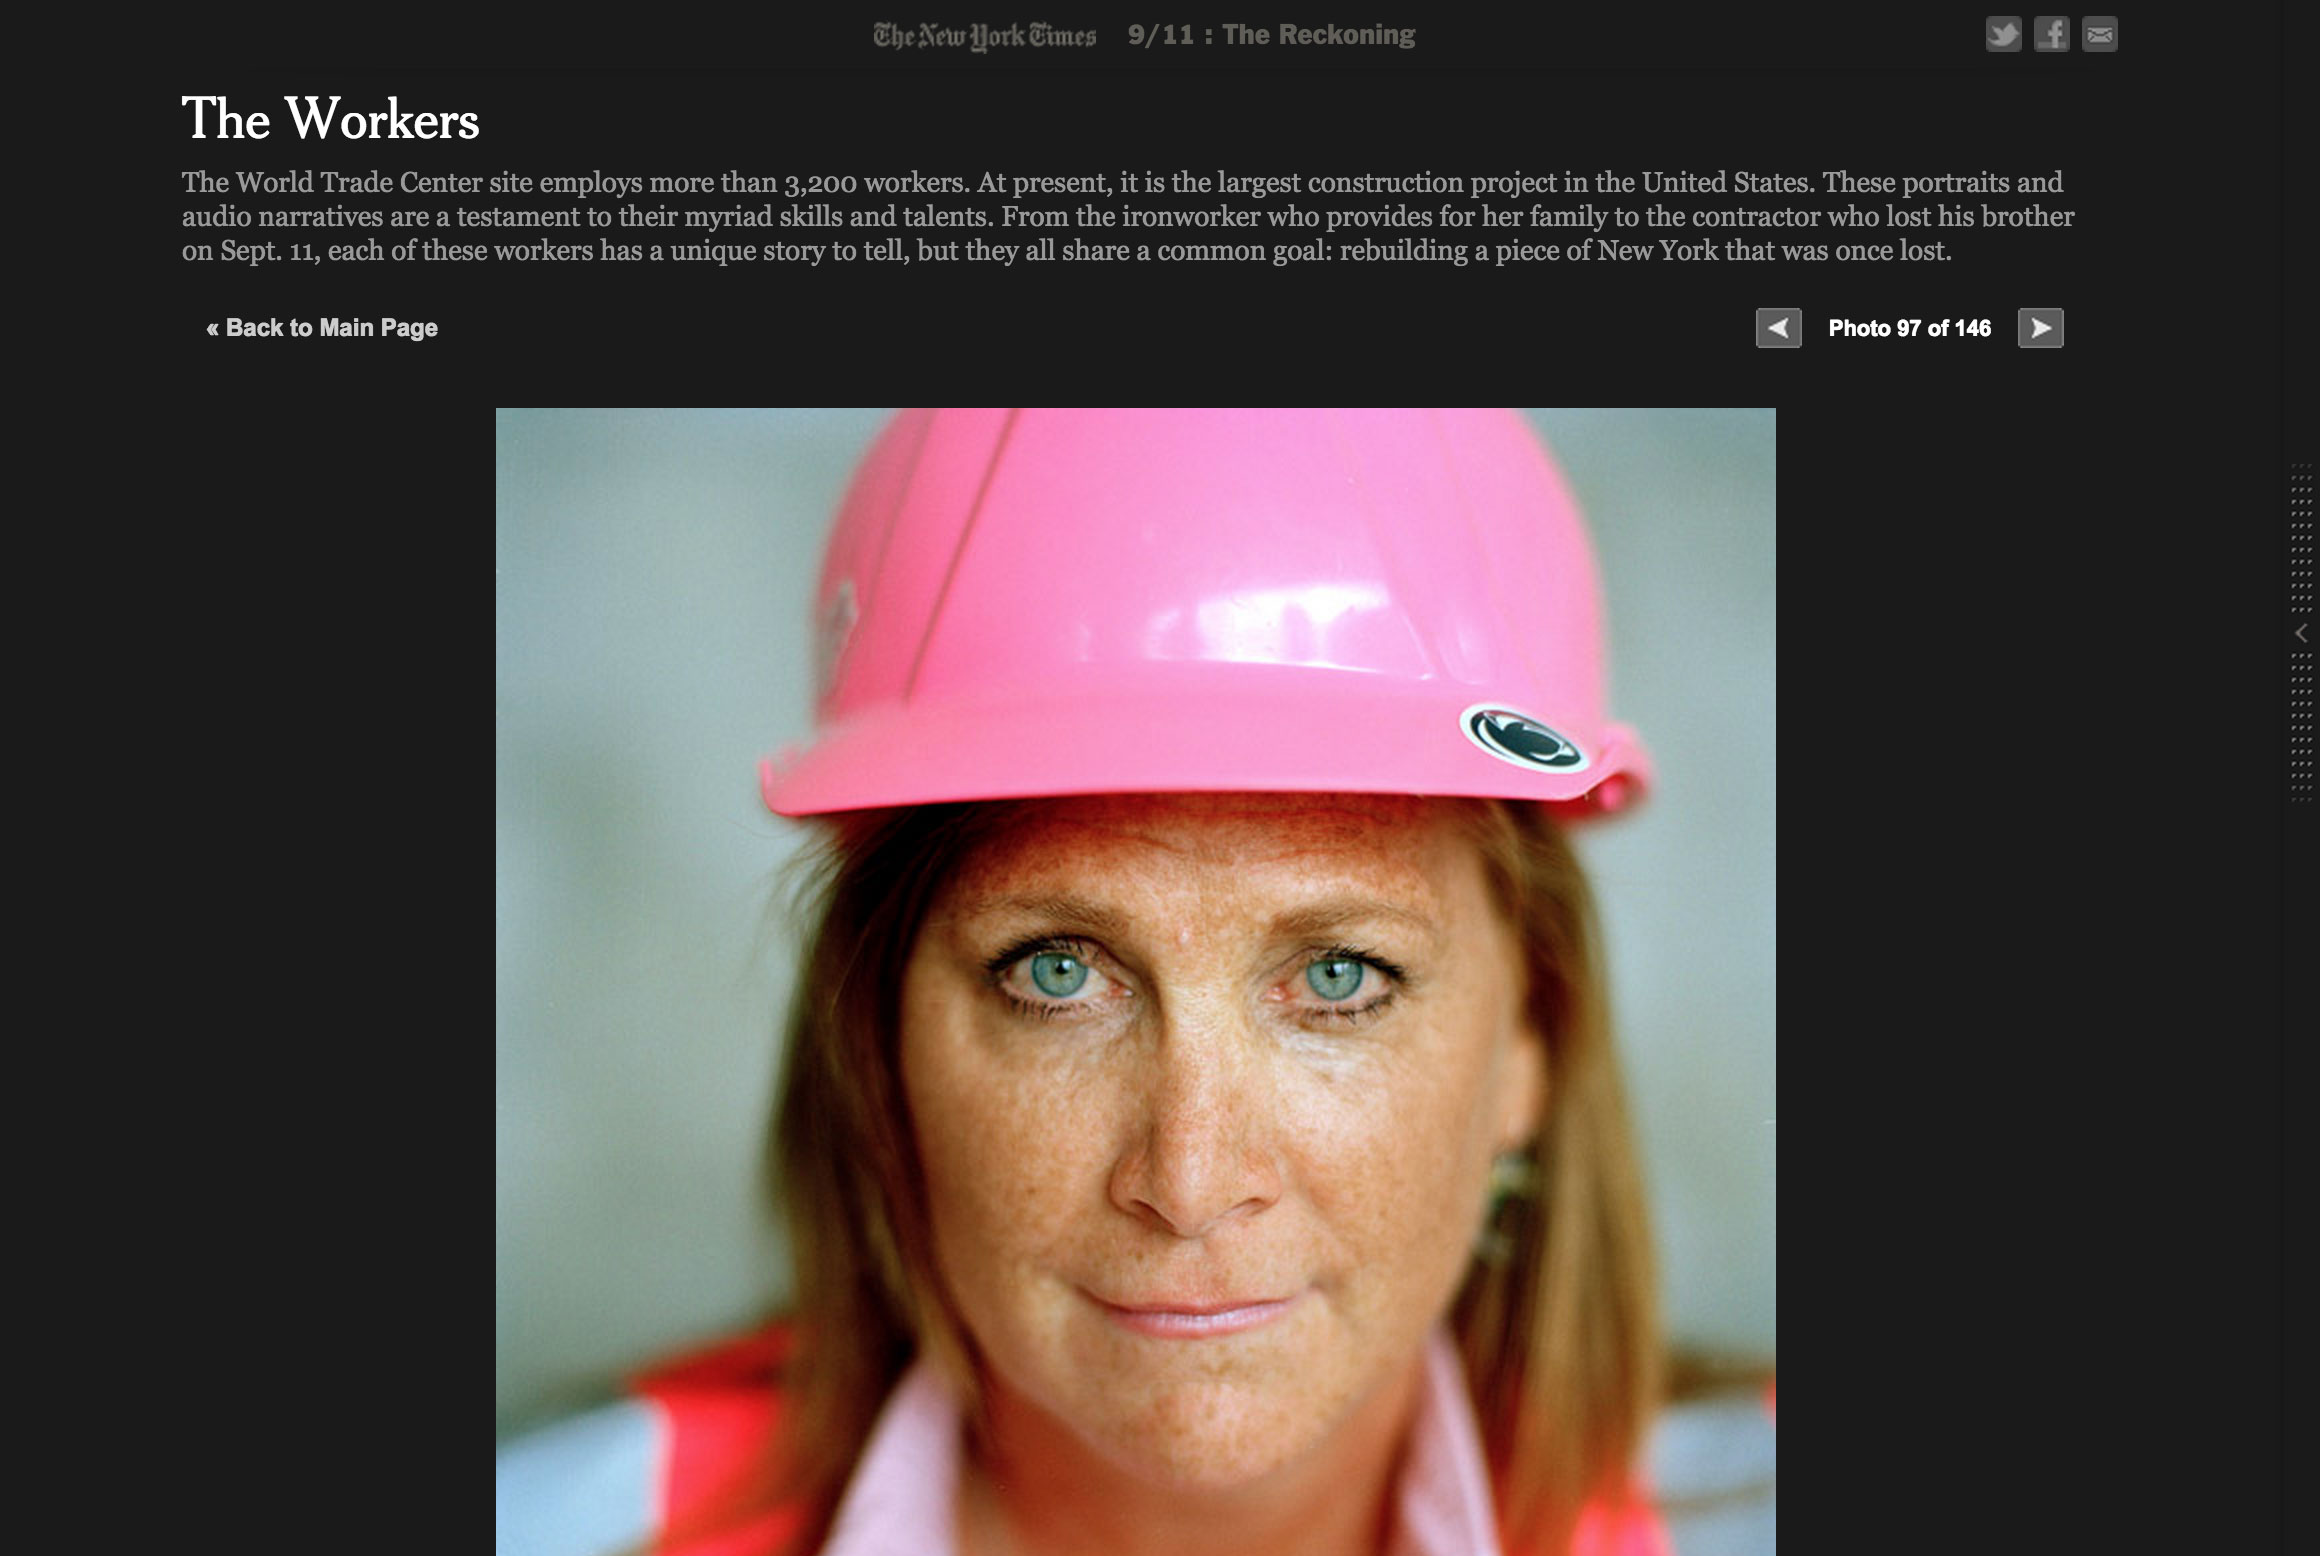 The New York Times 9/11 : The Reckoning
The Workers
The World Trade Center site employs more than 3,200 workers. At present, it is the largest construction project in the United States. These portraits and
audio narratives are a testament to their myriad skills and talents. From the ironworker who provides for her family to the contractor who lost his brother
on Sept. 11, each of these workers has a unique story to tell, but they all share a common goal: rebuilding a piece of New York that was once lost.
« Back to Main Page
Photo 97 of 146